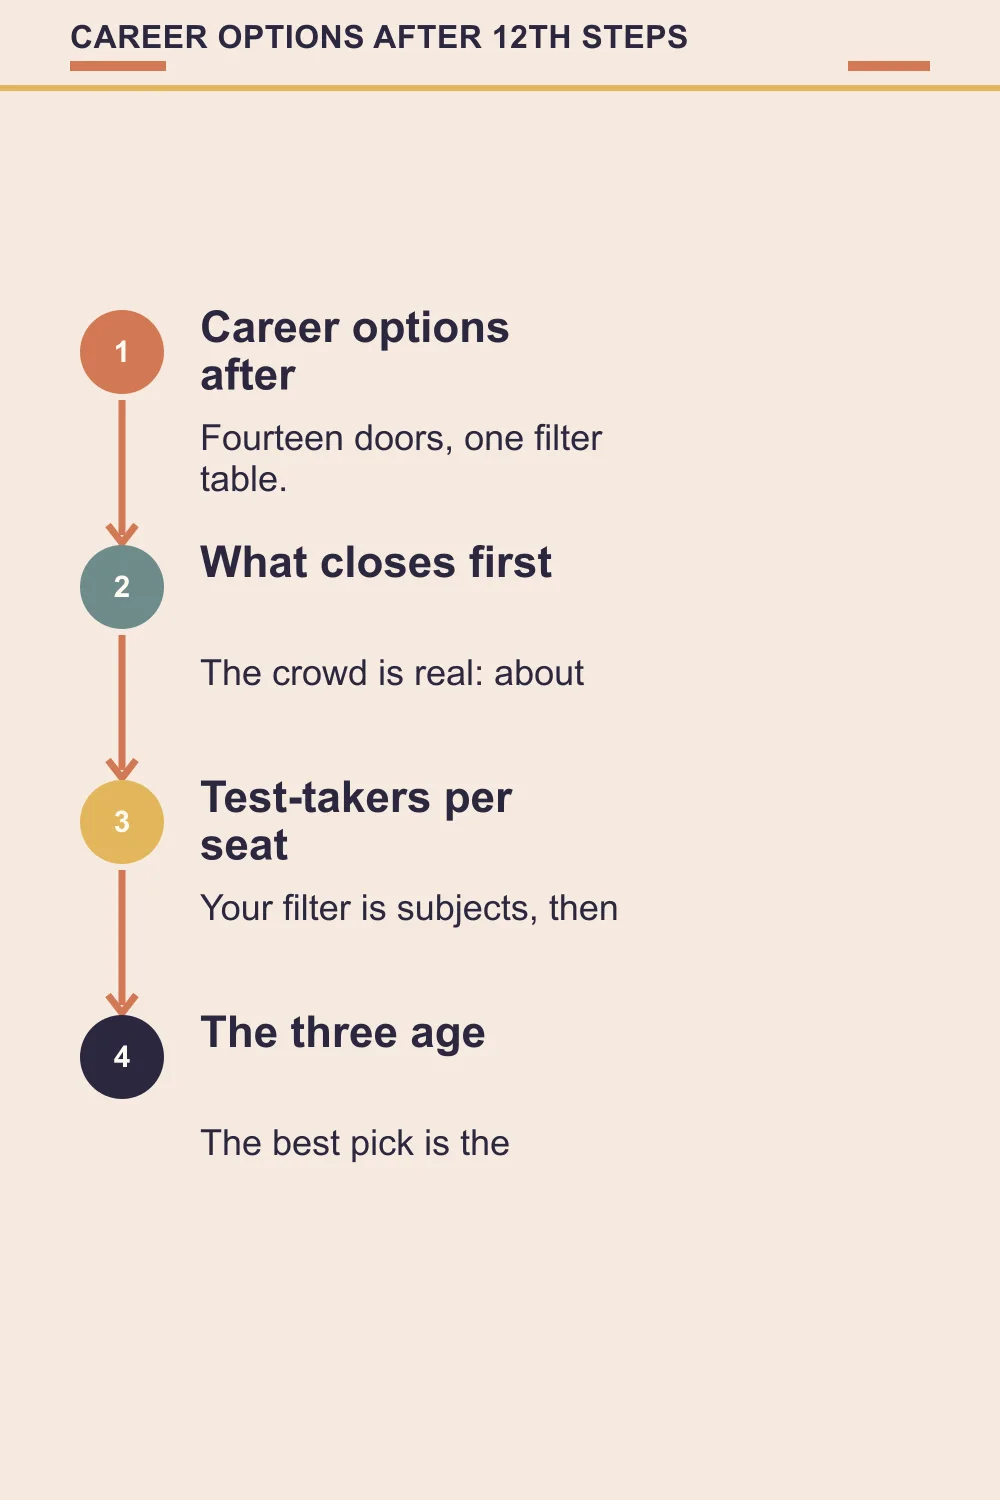 CAREER OPTIONS AFTER 12TH STEPS
1
Career options
after
Fourteen doors, one filter
table.
2
What closes first
The crowd is real: about
3
Test-takers per
seat
Your filter is subjects, then
4
The three age
The best pick is the